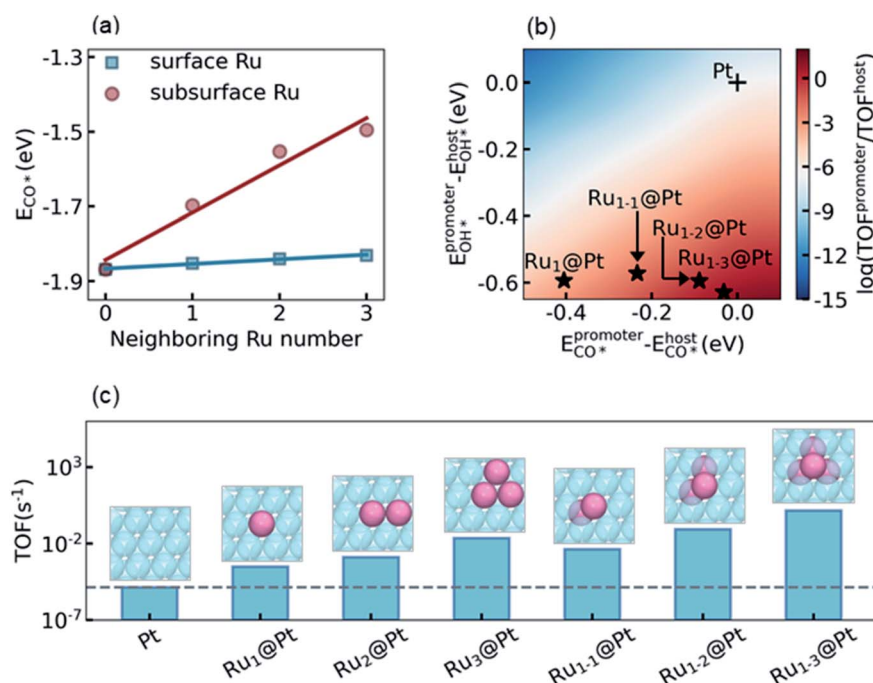 (a)
surface Ru
subsurface Ru
-1.3
-1.5
-1.7
-1.9
E_CO* (eV)
0 1 2 3
Neighboring Ru number
(b)
Pt
Ru₁₋₁@Pt
Ru₁₋₂@Pt
Ru₁@Pt
Ru₁₋₃@Pt
0.0
-0.2
-0.4
-0.6
E_OH*^promoter-E_OH*^host (eV)
-0.4 -0.2 0.0
E_CO*^promoter-E_CO*^host (eV)
0
-3
-6
-9
-12
-15
log(TOF^promoter/TOF^host)
(c)
TOF(s⁻¹)
10³
10⁻²
10⁻⁷
Pt
Ru₁@Pt
Ru₂@Pt
Ru₃@Pt
Ru₁₋₁@Pt
Ru₁₋₂@Pt
Ru₁₋₃@Pt